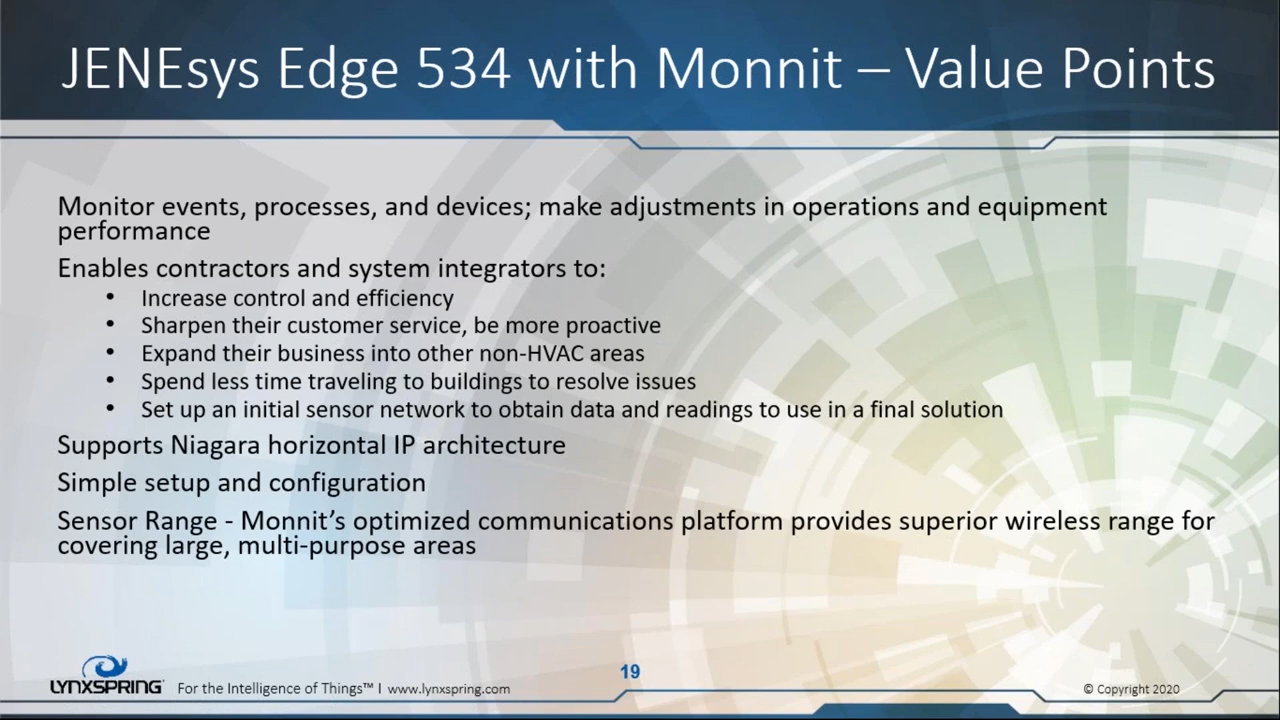 JENEsys Edge 534 with Monnit – Value Points
Monitor events, processes, and devices; make adjustments in operations and equipment
performance
Enables contractors and system integrators to:
• Increase control and efficiency
• Sharpen their customer service, be more proactive
• Expand their business into other non-HVAC areas
• Spend less time traveling to buildings to resolve issues
• Set up an initial sensor network to obtain data and readings to use in a final solution
Supports Niagara horizontal IP architecture
Simple setup and configuration
Sensor Range - Monnit’s optimized communications platform provides superior wireless range for
covering large, multi-purpose areas
19
LYNXSPRING For the Intelligence of Things™ | www.lynxspring.com
© Copyright 2020